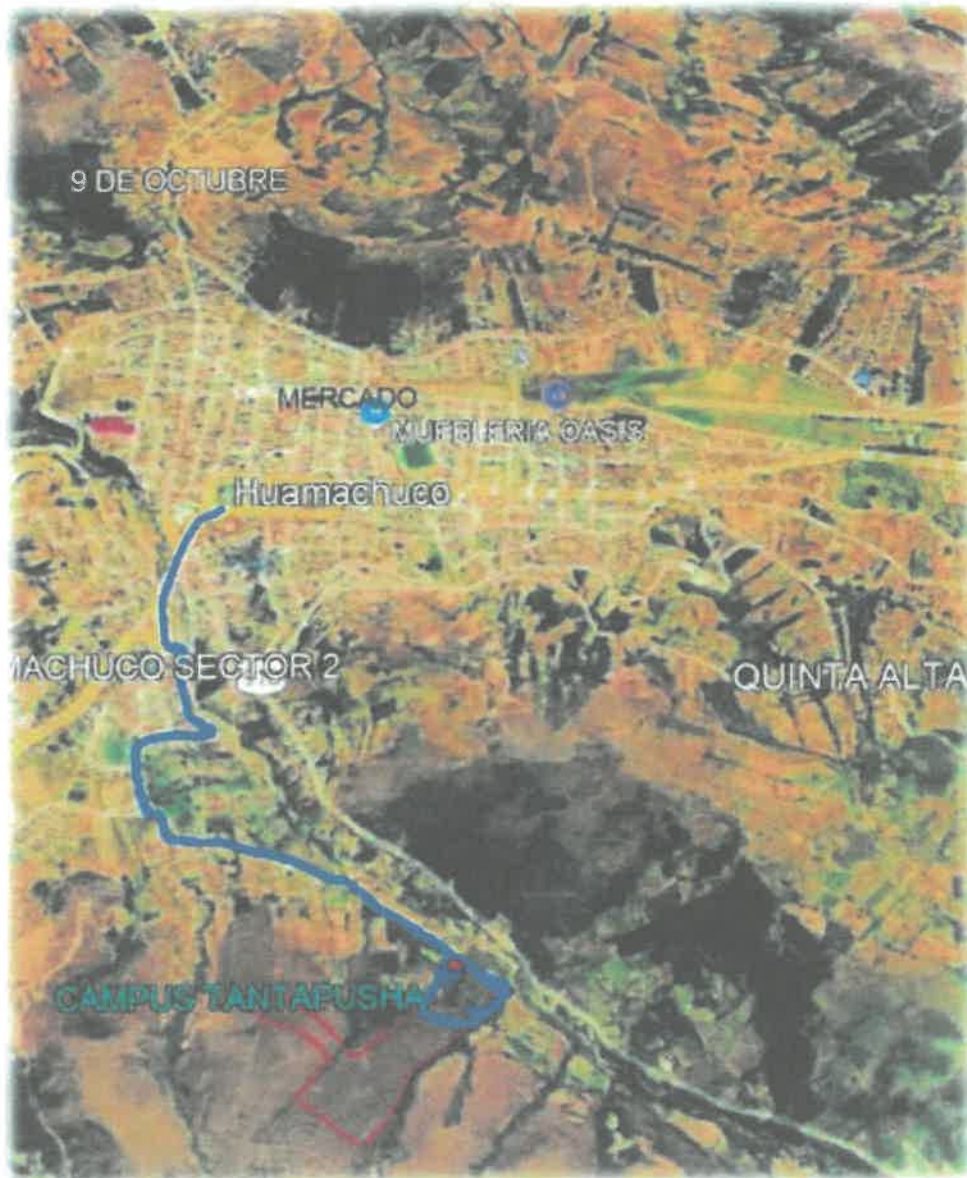 9 DE OCTUBRE
MERCADO
MUEBLERIA OASIS
Huamachuco
MACHUCO SECTOR 2
QUINTA ALTA
CAMPUS TANTAPUSHA